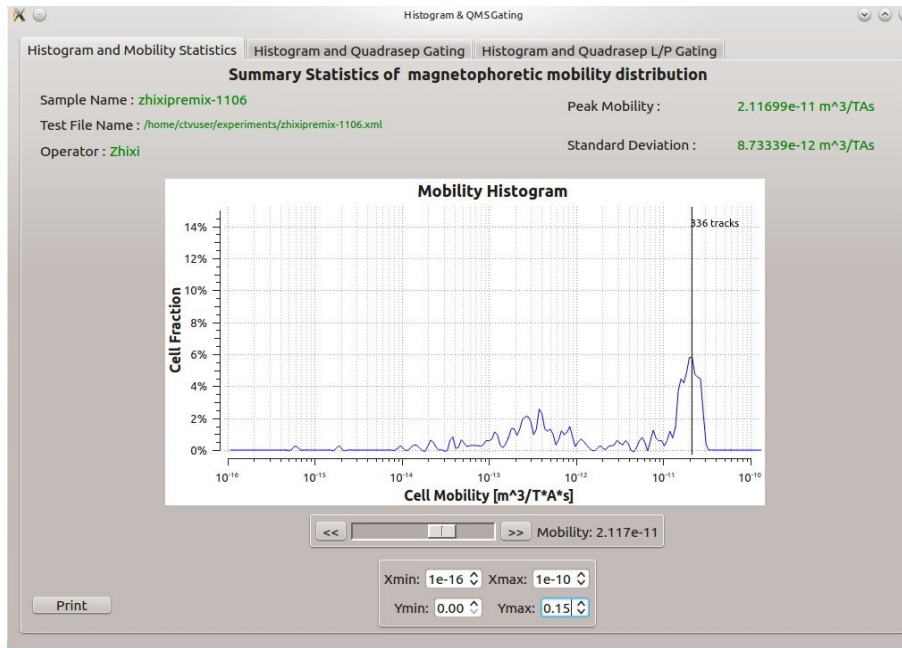 Histogram & QMSGating
Histogram and Mobility Statistics Histogram and Quadrasep Gating Histogram and Quadrasep L/P Gating
Summary Statistics of magnetophoretic mobility distribution
Sample Name : zhixipremix-1106
Peak Mobility : 2.11699e-11 m^3/TAs
Test File Name : /home/ctvuser/experiments/zhixipremix-1106.xml
Operator : Zhixi
Standard Deviation : 8.73339e-12 m^3/TAs
Mobility Histogram
336 tracks
14%
12%
10%
8%
6%
4%
2%
0%
Cell Fraction
10⁻¹⁶ 10⁻¹⁵ 10⁻¹⁴ 10⁻¹³ 10⁻¹² 10⁻¹¹ 10⁻¹⁰
Cell Mobility [m^3/T*A*s]
<< >> Mobility: 2.117e-11
Xmin: 1e-16 Xmax: 1e-10
Ymin: 0.00 Ymax: 0.15
Print